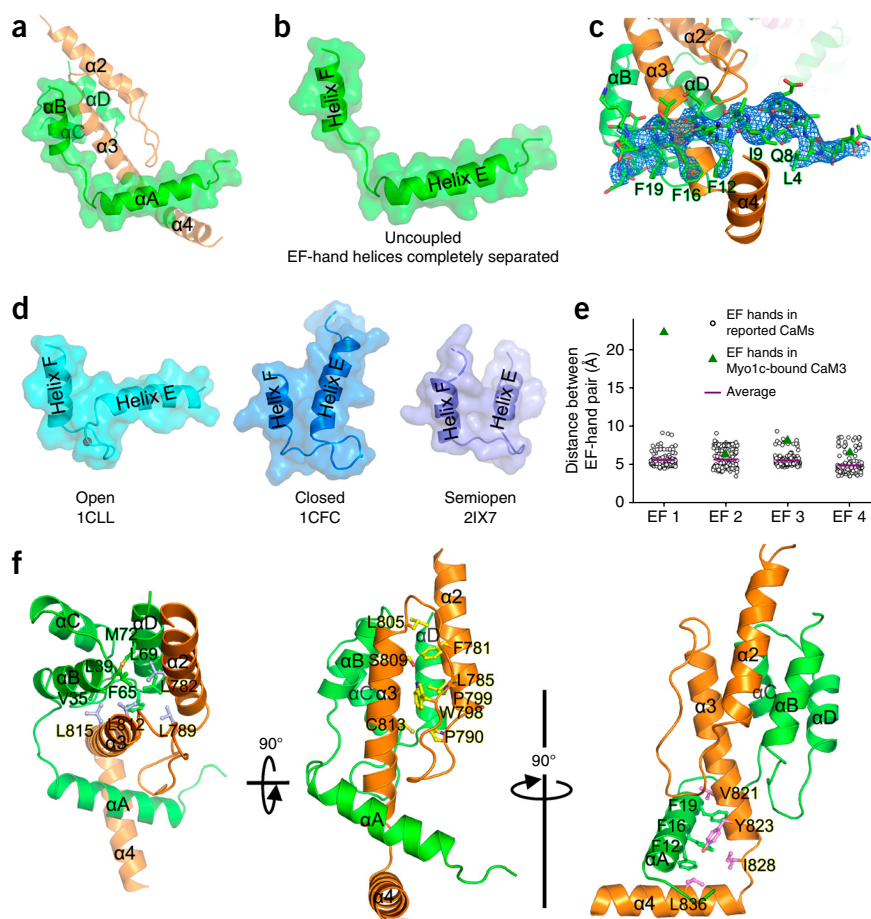 a
α2
αB
αD
αC
α3
αA
α4
b
Helix F
Helix E
Uncoupled
EF-hand helices completely separated
c
α2
αB
α3
αD
I9
Q8
F19
F16
F12
L4
α4
d
Helix F
Helix E
Open
1CLL
Helix F
Helix E
Closed
1CFC
Helix F
Helix E
Semiopen
2IX7
e
Distance between
EF-hand pair (Å)
20
15
10
5
0
EF hands in
reported CaMs
EF hands in
Myo1c-bound CaM3
Average
EF 1
EF 2
EF 3
EF 4
f
αC
αD
M72
α2
L39
L69
αB
V35
F65
L782
L815
L812
L789
α3
αA
α4
90°
α2
L805
αD
F781
αB
S809
L785
αC
α3
P799
W798
C813
P790
αA
α4
90°
α2
αC
α3
αB
αD
V821
F19
F16
Y823
F12
αA
I828
α4
L836